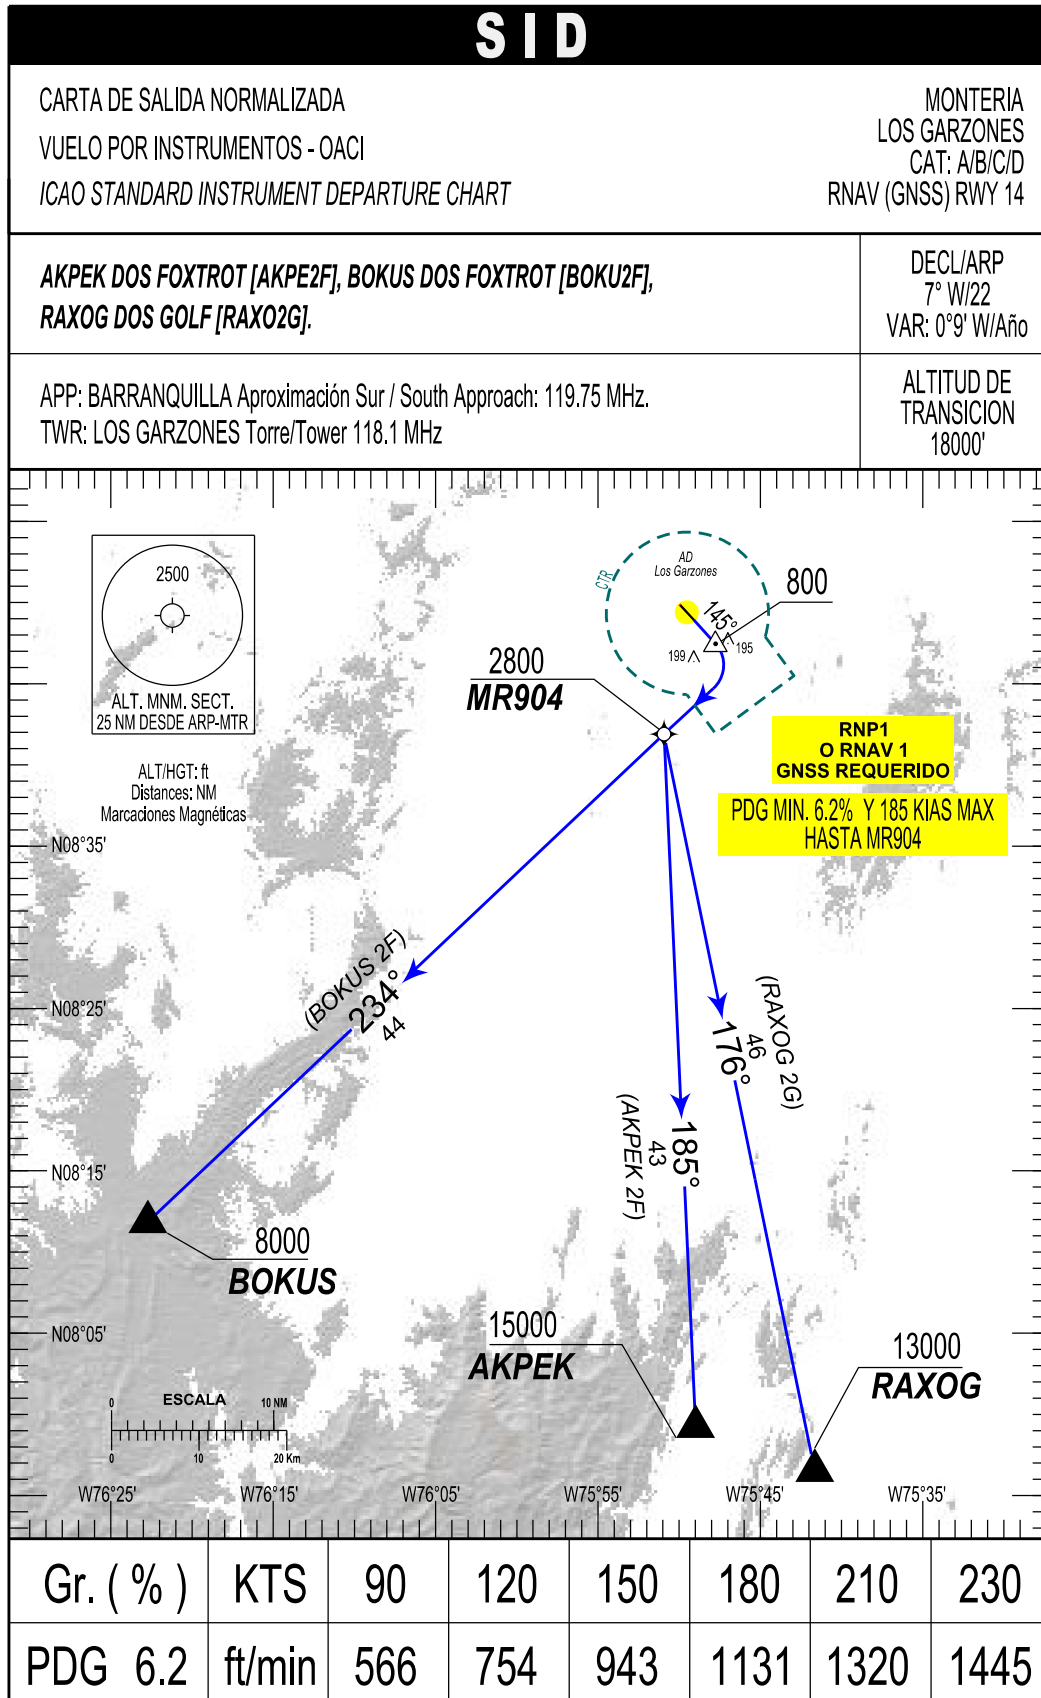 SID
CARTA DE SALIDA NORMALIZADA
VUELO POR INSTRUMENTOS - OACI
ICAO STANDARD INSTRUMENT DEPARTURE CHART
MONTERIA
LOS GARZONES
CAT: A/B/C/D
RNAV (GNSS) RWY 14
AKPEK DOS FOXTROT [AKPE2F], BOKUS DOS FOXTROT [BOKU2F],
RAXOG DOS GOLF [RAXO2G].
DECL/ARP
7° W/22
VAR: 0°9' W/Año
APP: BARRANQUILLA Aproximación Sur / South Approach: 119.75 MHz.
TWR: LOS GARZONES Torre/Tower 118.1 MHz
ALTITUD DE
TRANSICION
18000'
2500
ALT. MNM. SECT.
25 NM DESDE ARP-MTR
ALT/HGT: ft
Distances: NM
Marcaciones Magnéticas
CTR
AD
Los Garzones
145°
800
199
195
2800
MR904
RNP1
O RNAV 1
GNSS REQUERIDO
PDG MIN. 6.2% Y 185 KIAS MAX
HASTA MR904
N08°35'
N08°25'
N08°15'
N08°05'
(BOKUS 2F)
234°
44
(RAXOG 2G)
46
176°
(AKPEK 2F)
43
185°
8000
BOKUS
15000
AKPEK
13000
RAXOG
ESCALA
0
10 NM
0
10
20 Km
W76°25'
W76°15'
W76°05'
W75°55'
W75°45'
W75°35'
Gr. ( % ) KTS 90 120 150 180 210 230
PDG 6.2 ft/min 566 754 943 1131 1320 1445